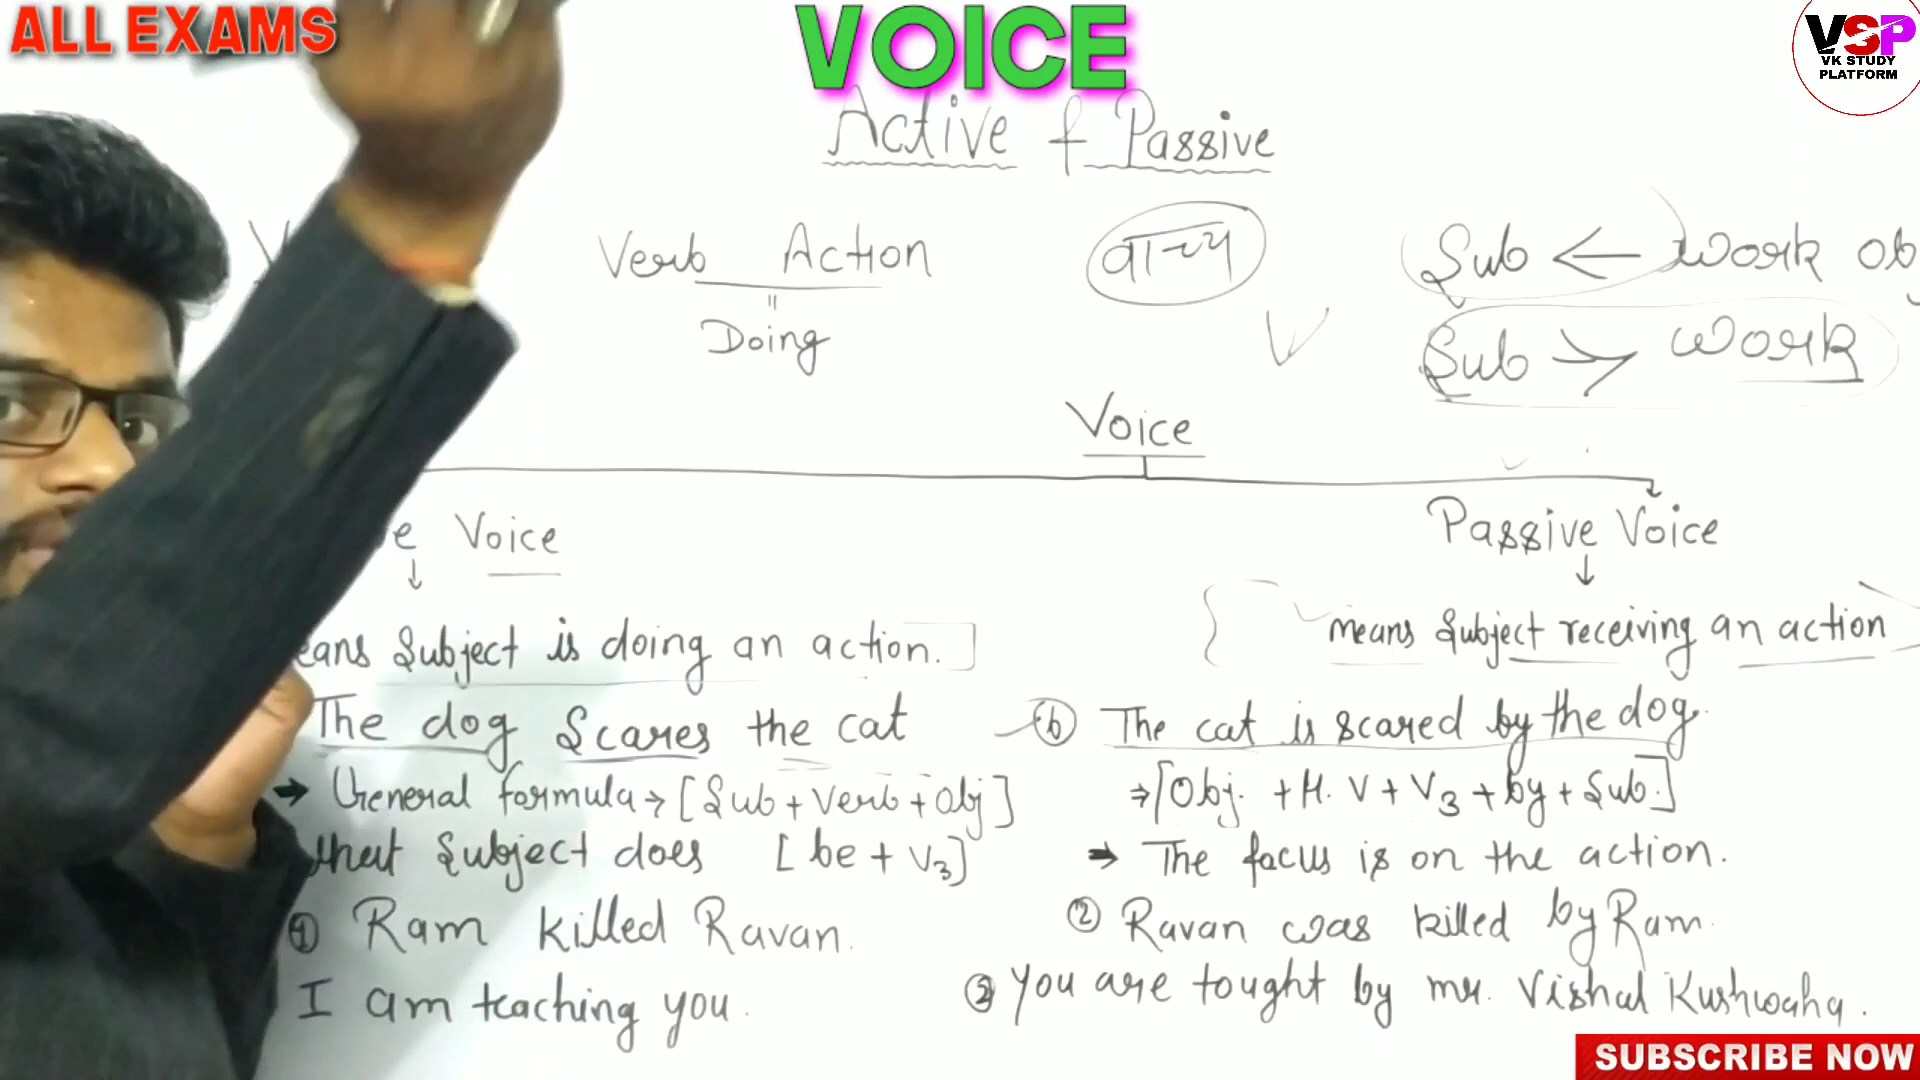 ALL EXAMS
VOICE
VSP
VK STUDY
PLATFORM
Active & Passive
Verb Action वाच्य Sub ← Work
"
Doing Sub > Work
Voice
Voice Passive Voice
means Subject receiving an action
Subject is doing an action.
The dog Scares the cat (b) The cat is scared by the dog.
→ General formula → [Sub + Verb + Obj] ⇒ [Obj. + H. V + V3 + by + Sub.]
that Subject does [be + V3] → The focus is on the action.
① Ram killed Ravan. ② Ravan was killed by Ram.
I am teaching you. ② You are tought by mr. Vishal Kushwaha.
SUBSCRIBE NOW